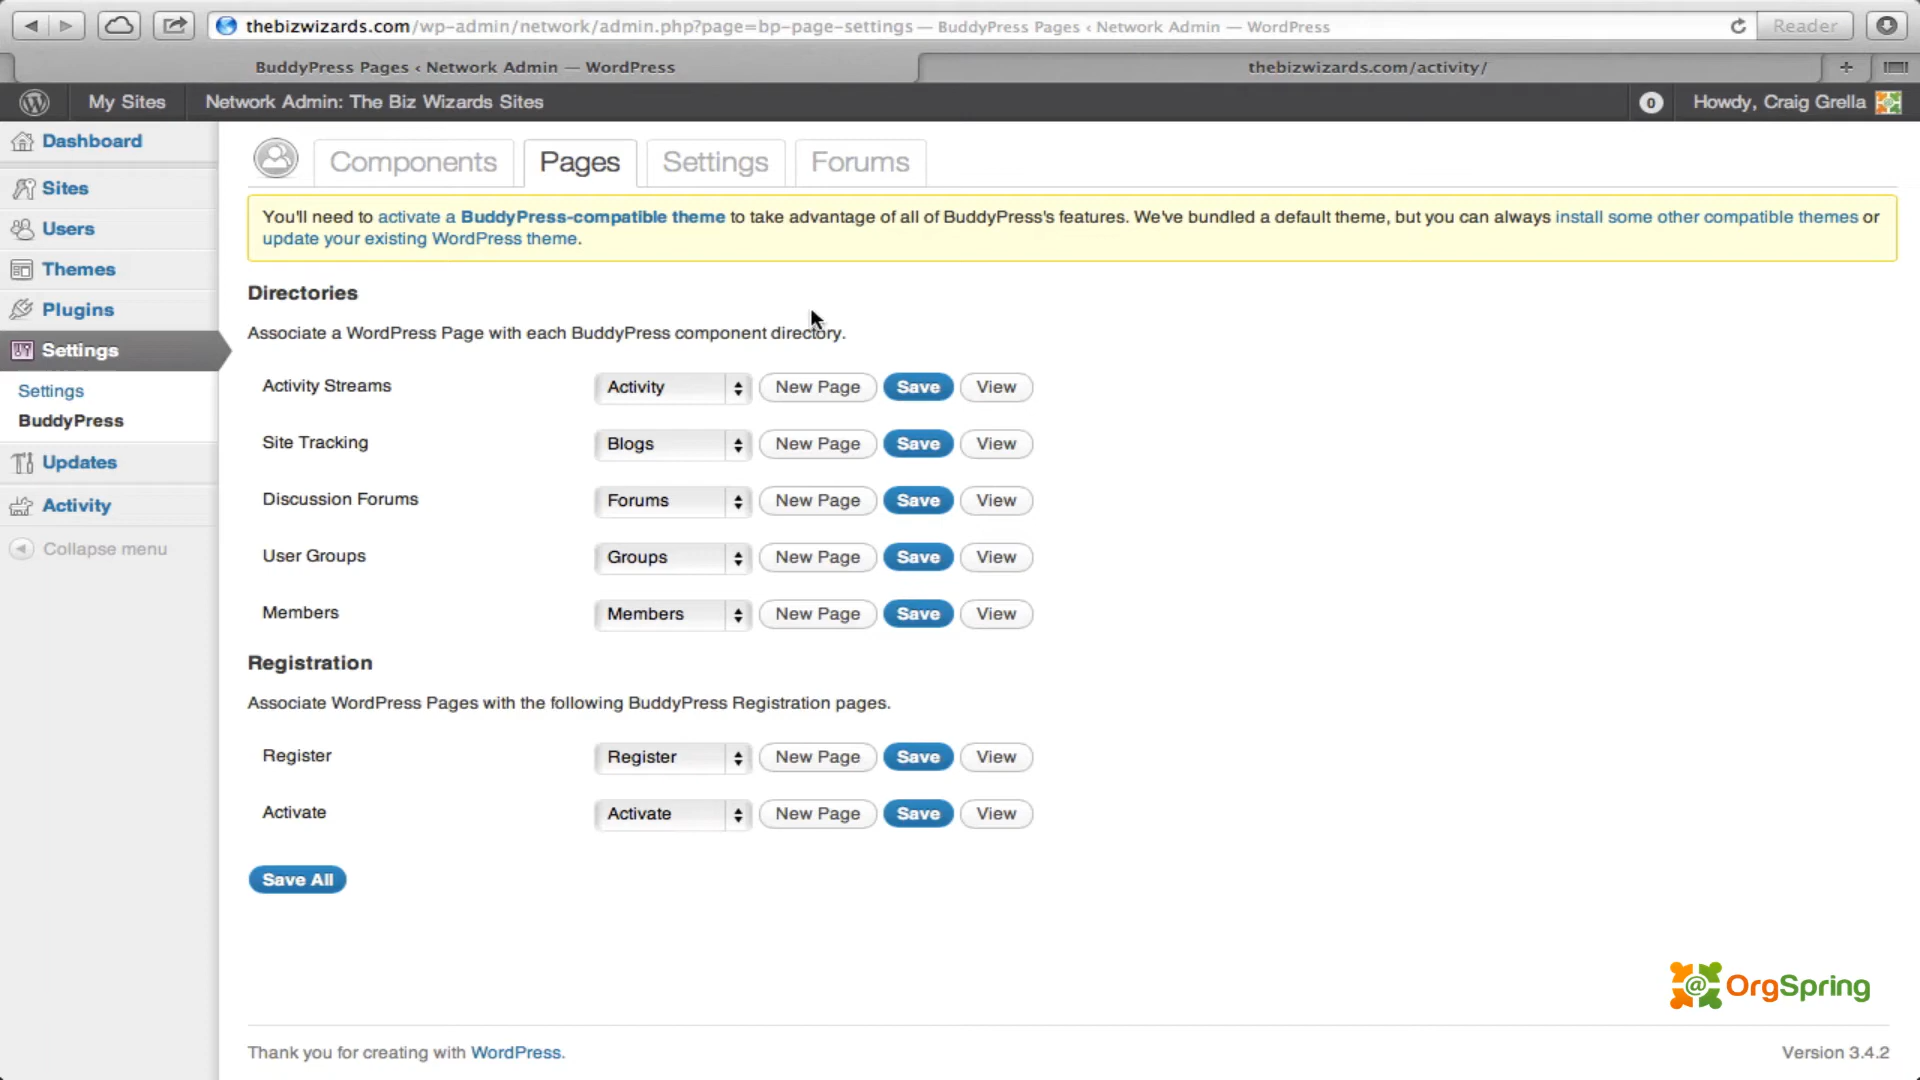 thebizwizards.com/wp-admin/network/admin.php?page=bp-page-settings — BuddyPress Pages ‹ Network Admin — WordPress
Reader
BuddyPress Pages ‹ Network Admin — WordPress
thebizwizards.com/activity/
My Sites
Network Admin: The Biz Wizards Sites
0
Howdy, Craig Grella
Dashboard
Sites
Users
Themes
Plugins
Settings
Settings
BuddyPress
Updates
Activity
Collapse menu
Components
Pages
Settings
Forums
You'll need to activate a BuddyPress-compatible theme to take advantage of all of BuddyPress's features. We've bundled a default theme, but you can always install some other compatible themes or
update your existing WordPress theme.
Directories
Associate a WordPress Page with each BuddyPress component directory.
Activity Streams Activity New Page Save View
Site Tracking Blogs New Page Save View
Discussion Forums Forums New Page Save View
User Groups Groups New Page Save View
Members Members New Page Save View
Registration
Associate WordPress Pages with the following BuddyPress Registration pages.
Register Register New Page Save View
Activate Activate New Page Save View
Save All
@ OrgSpring
Thank you for creating with WordPress.
Version 3.4.2